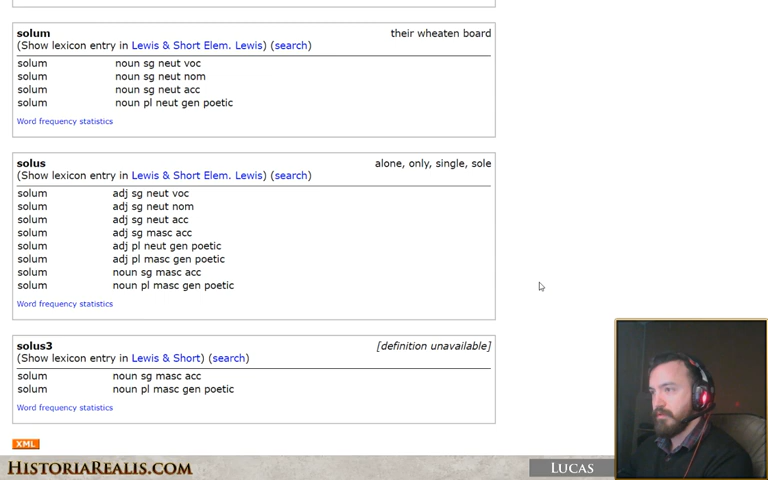 solum their wheaten board
(Show lexicon entry in Lewis & Short Elem. Lewis) (search)
solum noun sg neut voc
solum noun sg neut nom
solum noun sg neut acc
solum noun pl neut gen poetic
Word frequency statistics
solus alone, only, single, sole
(Show lexicon entry in Lewis & Short Elem. Lewis) (search)
solum adj sg neut voc
solum adj sg neut nom
solum adj sg neut acc
solum adj sg masc acc
solum adj pl neut gen poetic
solum adj pl masc gen poetic
solum noun sg masc acc
solum noun pl masc gen poetic
Word frequency statistics
solus3 [definition unavailable]
(Show lexicon entry in Lewis & Short) (search)
solum noun sg masc acc
solum noun pl masc gen poetic
Word frequency statistics
XML
HISTORIAREALIS.COM LUCAS